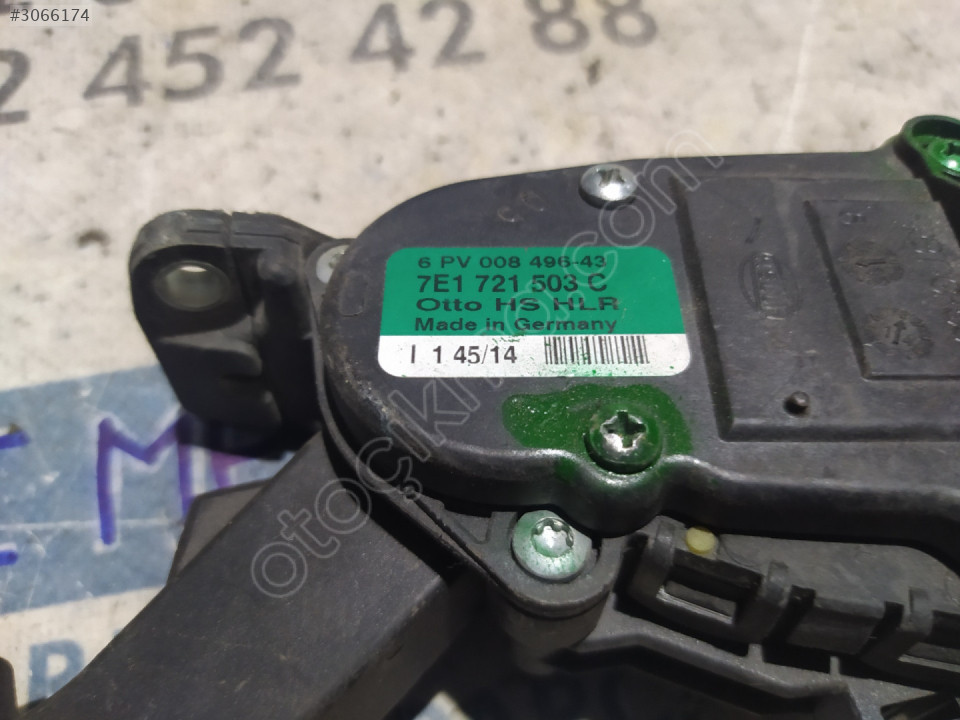 #3066174
2 452 42 88
6 PV 008 496-43
7E1 721 503 C
Otto HS HLR
Made in Germany
I 1 45/14
otoçıkma.com